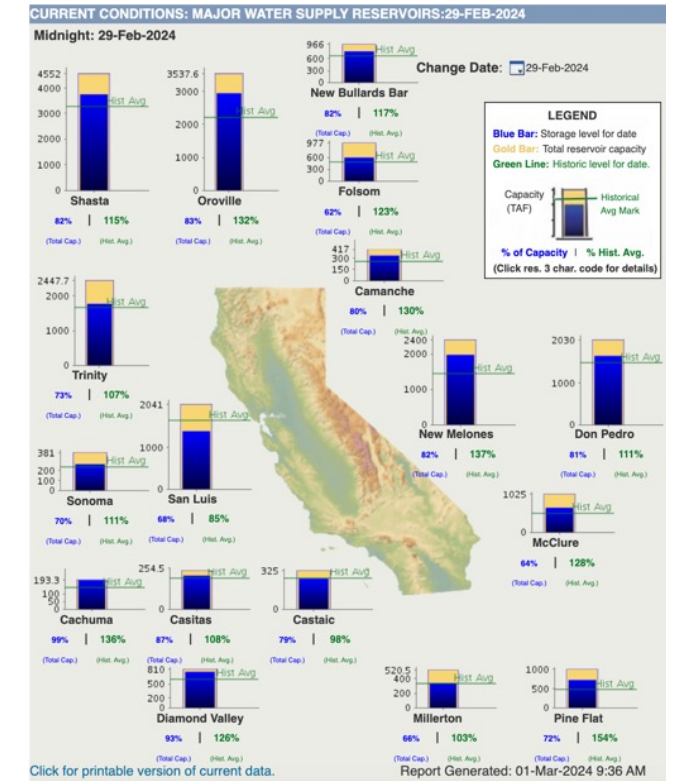 CURRENT CONDITIONS: MAJOR WATER SUPPLY RESERVOIRS:29-FEB-2024
Midnight: 29-Feb-2024
Change Date: 29-Feb-2024
4552
4000
3000
2000
1000
0
Hist Avg
Shasta
82% | 115%
(Total Cap.) (Hist. Avg.)
3537.6
3000
2000
1000
0
Hist Avg
Oroville
83% | 132%
(Total Cap.) (Hist. Avg.)
966
600
300
0
Hist Avg
New Bullards Bar
82% | 117%
(Total Cap.) (Hist. Avg.)
977
600
300
0
Hist Avg
Folsom
62% | 123%
(Total Cap.) (Hist. Avg.)
LEGEND
Blue Bar: Storage level for date
Gold Bar: Total reservoir capacity
Green Line: Historic level for date.
Capacity
(TAF)
Historical
Avg Mark
% of Capacity | % Hist. Avg.
(Click res. 3 char. code for details)
417
300
150
0
Hist Avg
Camanche
80% | 130%
(Total Cap.) (Hist. Avg.)
2447.7
2000
1000
0
Hist Avg
Trinity
73% | 107%
(Total Cap.) (Hist. Avg.)
2400
2000
1000
0
Hist Avg
New Melones
82% | 137%
(Total Cap.) (Hist. Avg.)
2030
1000
0
Hist Avg
Don Pedro
81% | 111%
(Total Cap.) (Hist. Avg.)
381
200
100
0
Hist Avg
Sonoma
70% | 111%
(Total Cap.) (Hist. Avg.)
2041
1000
0
Hist Avg
San Luis
68% | 85%
(Total Cap.) (Hist. Avg.)
1025
0
Hist Avg
McClure
64% | 128%
(Total Cap.) (Hist. Avg.)
193.3
100
50
0
Hist Avg
Cachuma
99% | 136%
(Total Cap.) (Hist. Avg.)
254.5
0
Hist Avg
Casitas
87% | 108%
(Total Cap.) (Hist. Avg.)
325
0
Hist Avg
Castaic
79% | 98%
(Total Cap.) (Hist. Avg.)
810
500
200
0
Hist Avg
Diamond Valley
93% | 126%
(Total Cap.) (Hist. Avg.)
520.5
400
200
0
Hist Avg
Millerton
66% | 103%
(Total Cap.) (Hist. Avg.)
1000
500
0
Hist Avg
Pine Flat
72% | 154%
(Total Cap.) (Hist. Avg.)
Click for printable version of current data.
Report Generated: 01-Mar-2024 9:36 AM